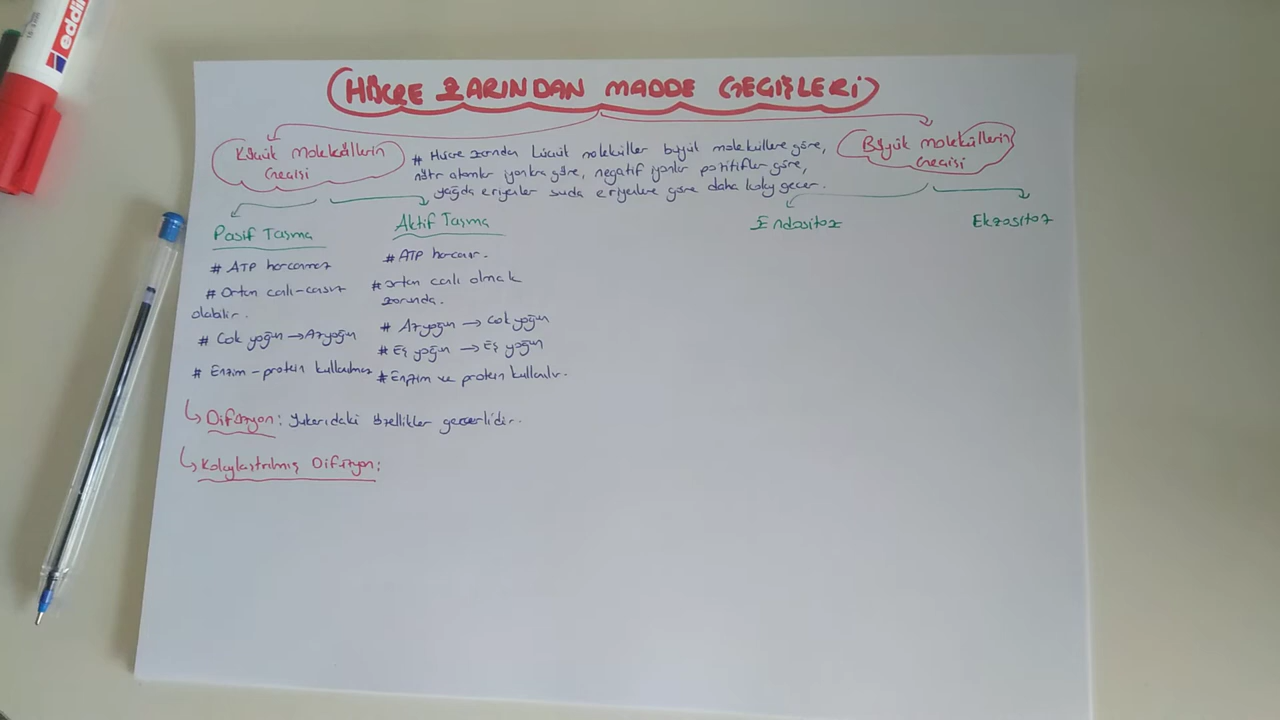 HÜCRE ZARINDAN MADDE GEÇİŞLERİ
Küçük Moleküllerin
Geçişi
# Hücre zarında küçük moleküller büyük moleküllere göre,
nötr atomlar iyonlara göre, negatif iyonlar pozitiflere göre,
yağda eriyenler suda eriyenlere göre daha kolay geçer.
Büyük moleküllerin
Geçişi
Pasif Taşıma
# ATP harcanmaz
# Ortam canlı-cansız
olabilir.
# Çok yoğun → Az yoğun
# Enzim - protein kullanılmaz
Aktif Taşıma
# ATP harcanır.
# Ortam canlı olmak
zorunda.
# Az yoğun → Çok yoğun
# Eş yoğun → Eş yoğun
# Enzim ve protein kullanılır.
Endositoz
Ekzositoz
Difüzyon: Yukarıdaki özellikler geçerlidir.
Kolaylaştırılmış Difüzyon:
eddin